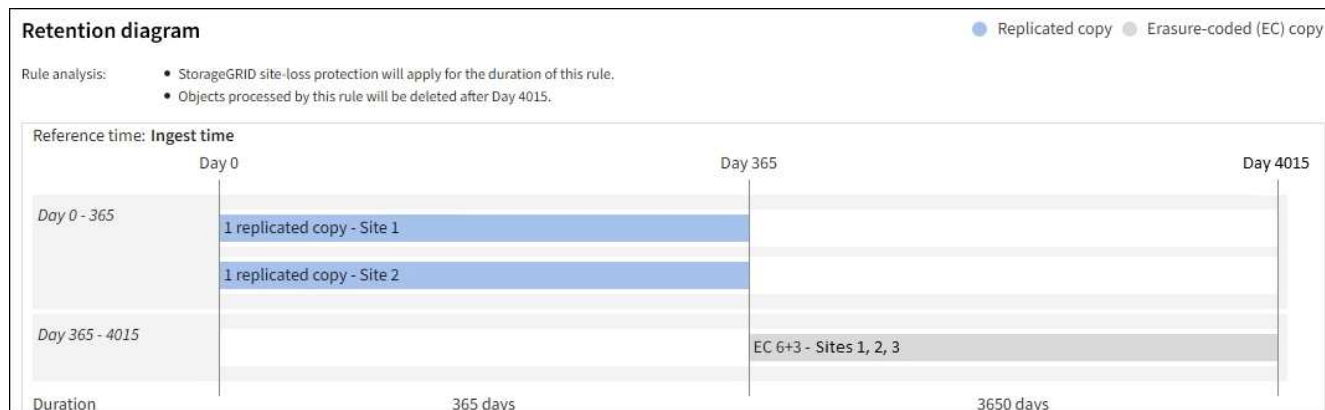 Retention diagram
Replicated copy Erasure-coded (EC) copy
Rule analysis:
• StorageGRID site-loss protection will apply for the duration of this rule.
• Objects processed by this rule will be deleted after Day 4015.
Reference time: Ingest time
Day 0 Day 365 Day 4015
Day 0 - 365
1 replicated copy - Site 1
1 replicated copy - Site 2
Day 365 - 4015
EC 6+3 - Sites 1, 2, 3
Duration 365 days 3650 days